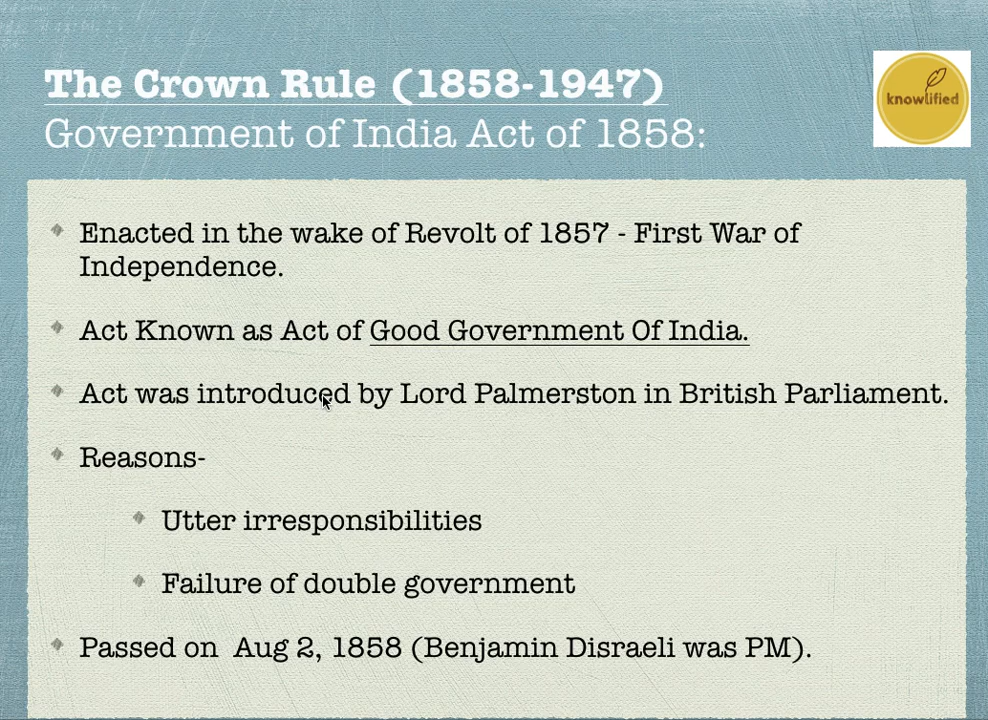 The Crown Rule (1858-1947)
Government of India Act of 1858:
knowlified
Enacted in the wake of Revolt of 1857 - First War of
Independence.
Act Known as Act of Good Government Of India.
Act was introduced by Lord Palmerston in British Parliament.
Reasons-
Utter irresponsibilities
Failure of double government
Passed on Aug 2, 1858 (Benjamin Disraeli was PM).